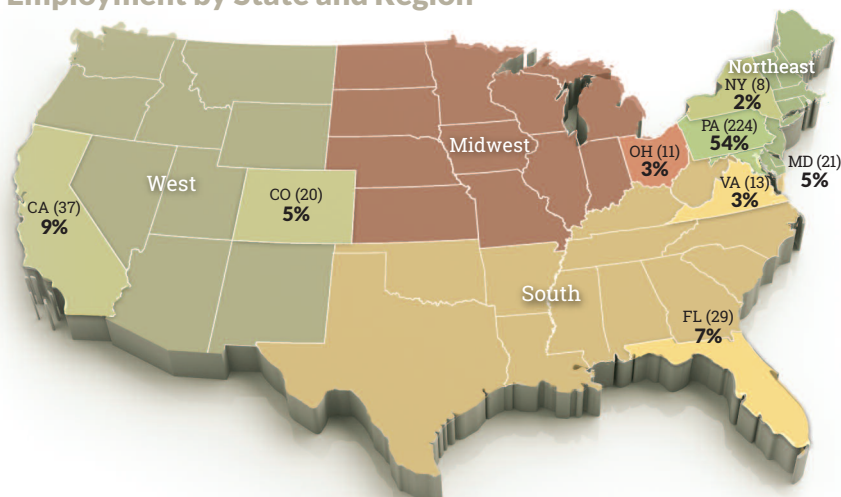 Employment by State and Region
Northeast
NY (8)
2%
PA (224)
54%
Midwest
OH (11)
3%
MD (21)
5%
West
VA (13)
3%
CO (20)
5%
CA (37)
9%
South
FL (29)
7%